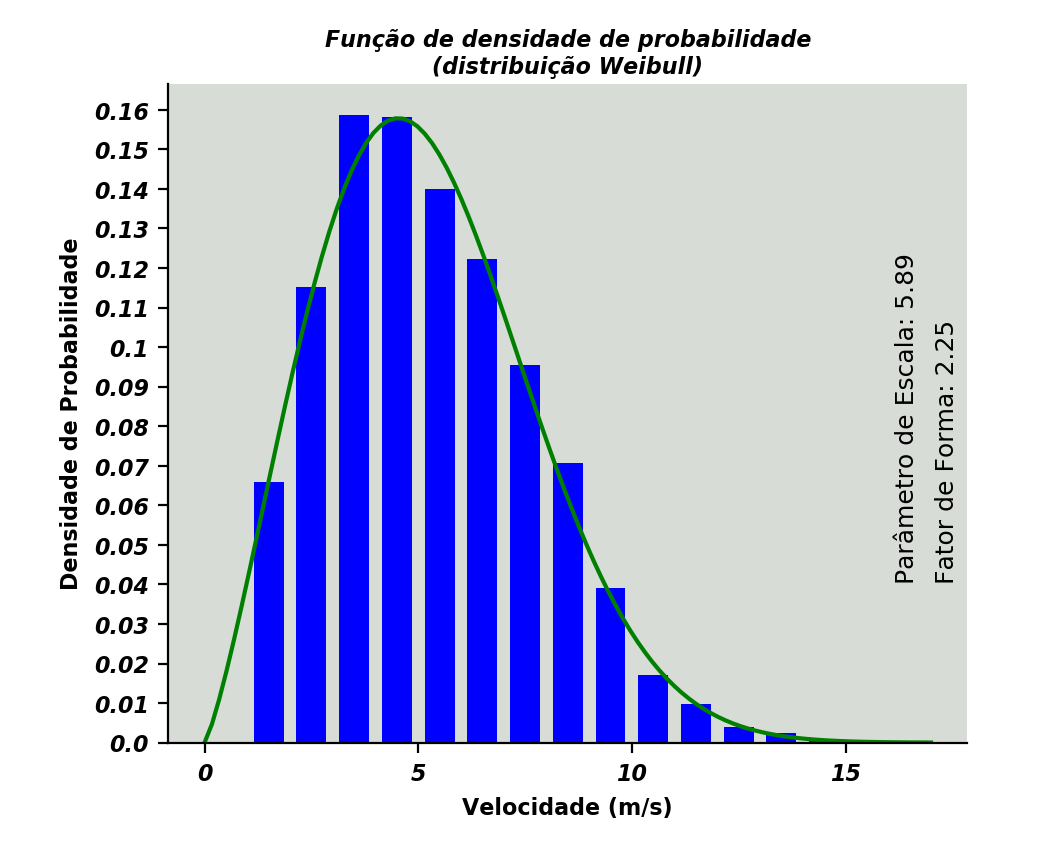 Função de densidade de probabilidade
(distribuição Weibull)
Densidade de Probabilidade
0.16
0.15
0.14
0.13
0.12
0.11
0.1
0.09
0.08
0.07
0.06
0.05
0.04
0.03
0.02
0.01
0.0
Parâmetro de Escala: 5.89
Fator de Forma: 2.25
0 5 10 15
Velocidade (m/s)